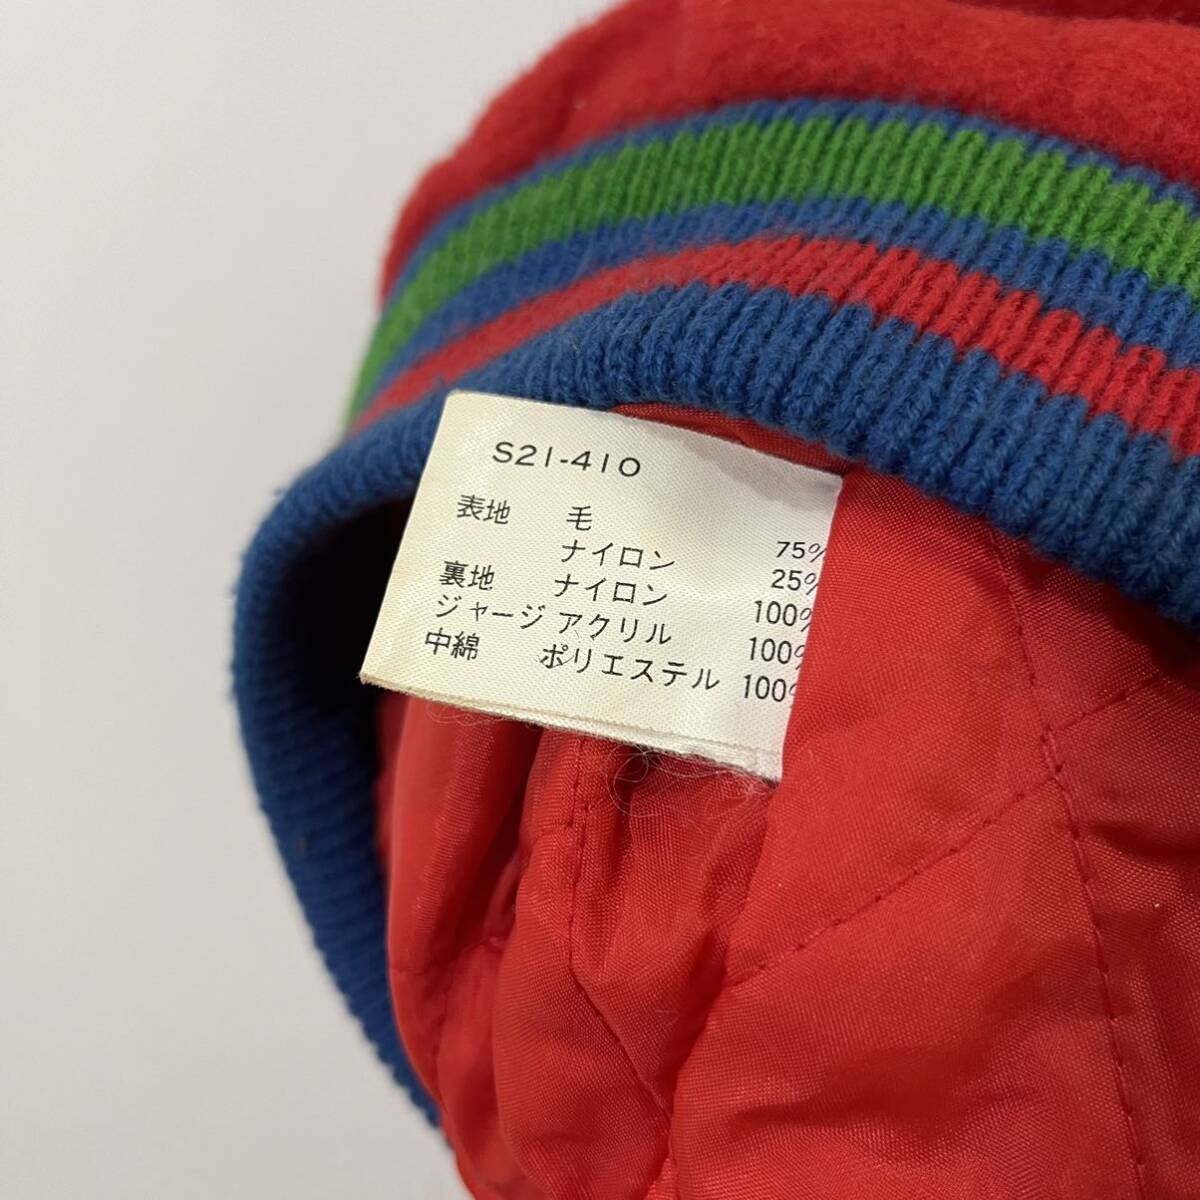 S21-410
表地 毛 75%
ナイロン 25%
裏地 ナイロン 100%
ジャージ アクリル 100%
中綿 ポリエステル 100%